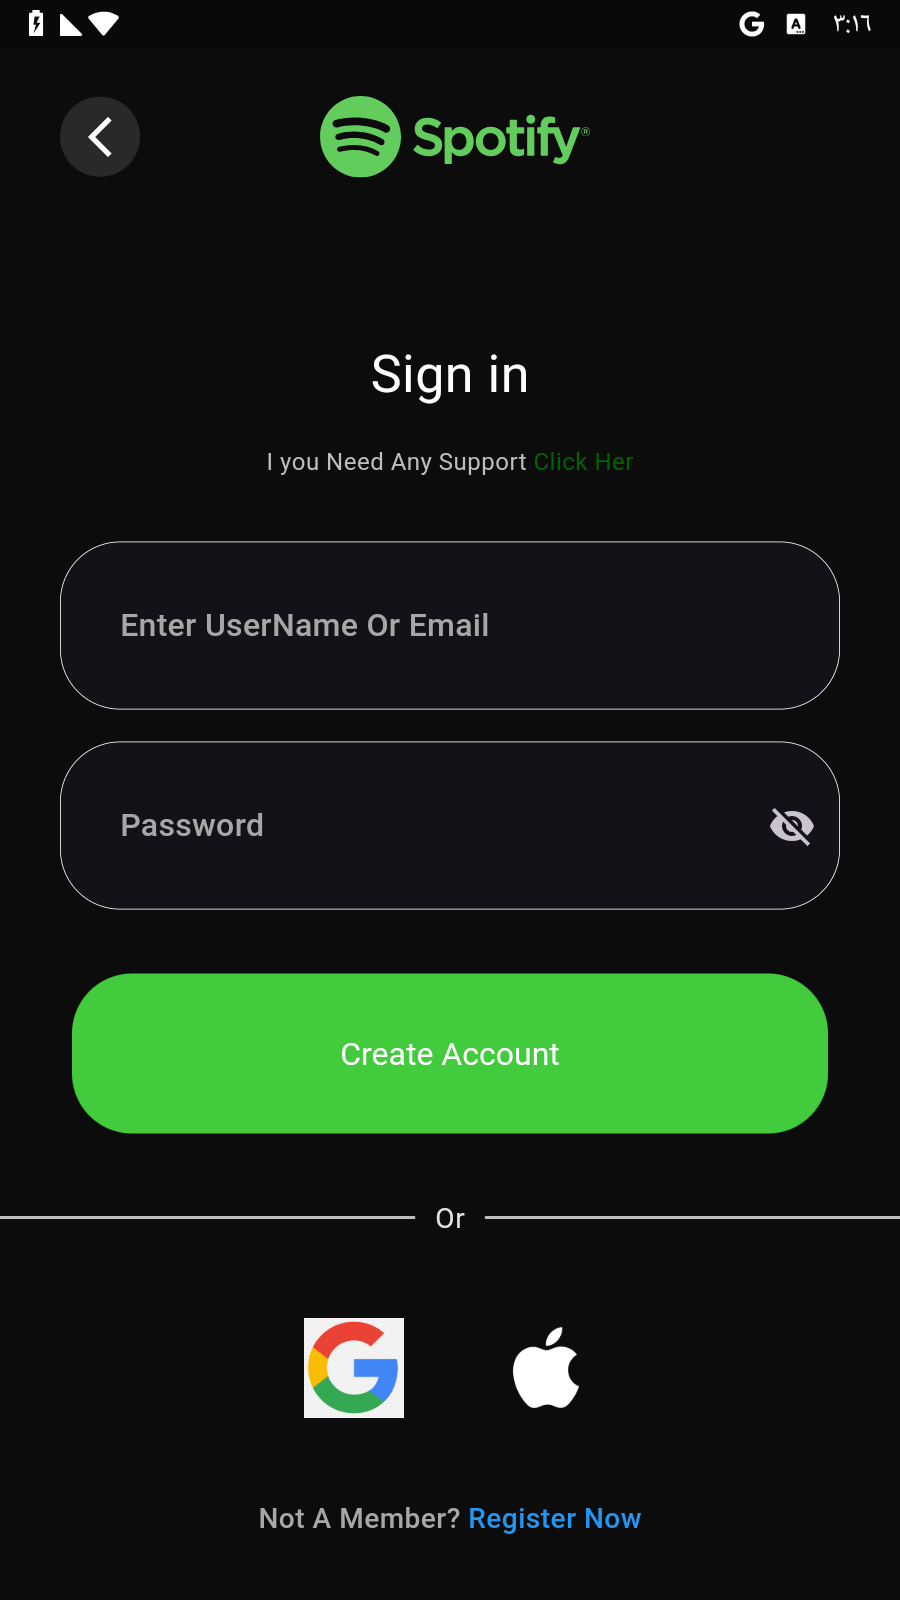 ٣:١٦
Spotify®
Sign in
I you Need Any Support Click Her
Enter UserName Or Email
Password
Create Account
Or
Not A Member? Register Now